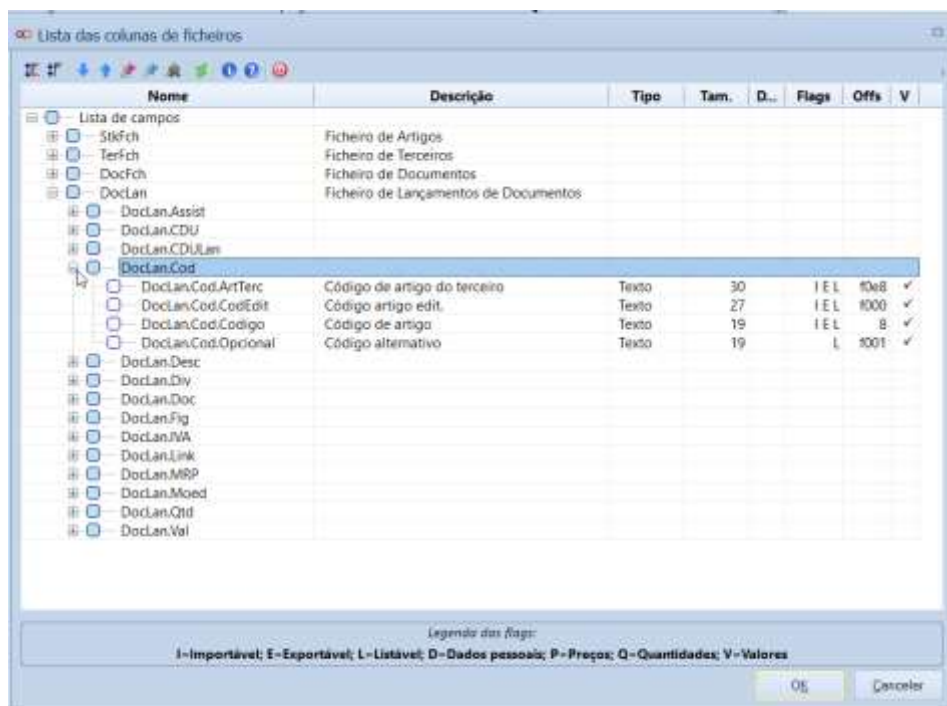 Lista das colunas de ficheiros
Nome Descrição Tipo Tam. D... Flags Offs V
Lista de campos
StkFch Ficheiro de Artigos
TerFch Ficheiro de Terceiros
DocFch Ficheiro de Documentos
DocLan Ficheiro de Lançamentos de Documentos
DocLan.Assist
DocLan.CDU
DocLan.CDULan
DocLan.Cod
DocLan.Cod.ArtTerc Código de artigo do terceiro Texto 30 I E L f0e8 ✓
DocLan.Cod.CodEdit Código artigo edit. Texto 27 I E L f000 ✓
DocLan.Cod.Codigo Código de artigo Texto 19 I E L 8 ✓
DocLan.Cod.Opcional Código alternativo Texto 19 L f001 ✓
DocLan.Desc
DocLan.Div
DocLan.Doc
DocLan.Fig
DocLan.IVA
DocLan.Link
DocLan.MRP
DocLan.Moed
DocLan.Qtd
DocLan.Val
Legenda das flags:
I-Importável; E-Exportável; L-Listável; D-Dados pessoais; P-Preços; Q-Quantidades; V-Valores
OK Cancelar